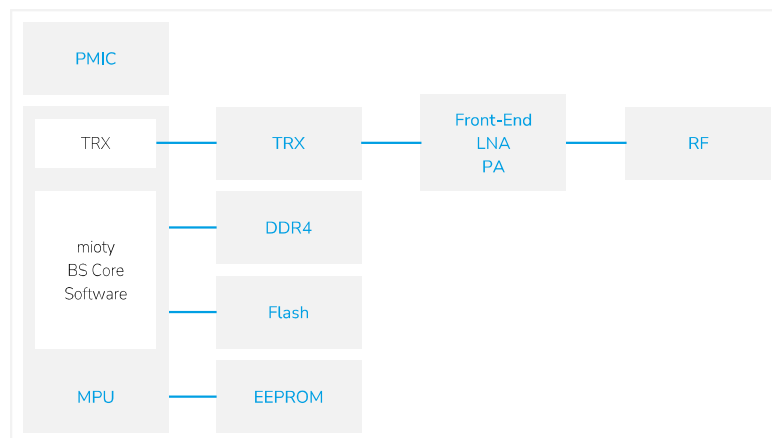 PMIC
TRX
TRX
Front-End
LNA
PA
RF
mioty
BS Core
Software
DDR4
Flash
MPU
EEPROM